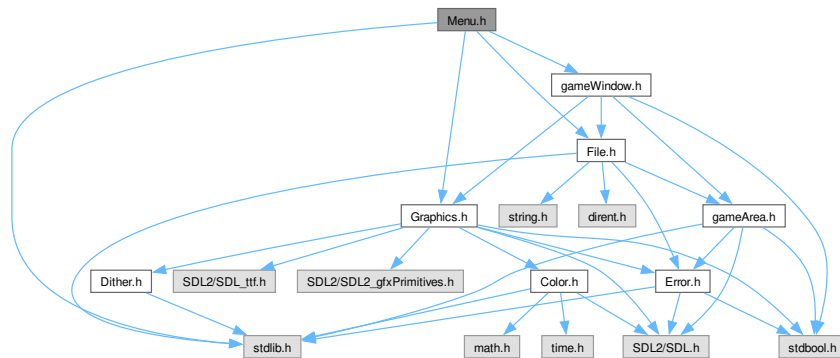 Menu.h
gameWindow.h
File.h
Graphics.h
string.h
dirent.h
gameArea.h
Dither.h
SDL2/SDL_ttf.h
SDL2/SDL2_gfxPrimitives.h
Color.h
Error.h
stdlib.h
math.h
time.h
SDL2/SDL.h
stdbool.h